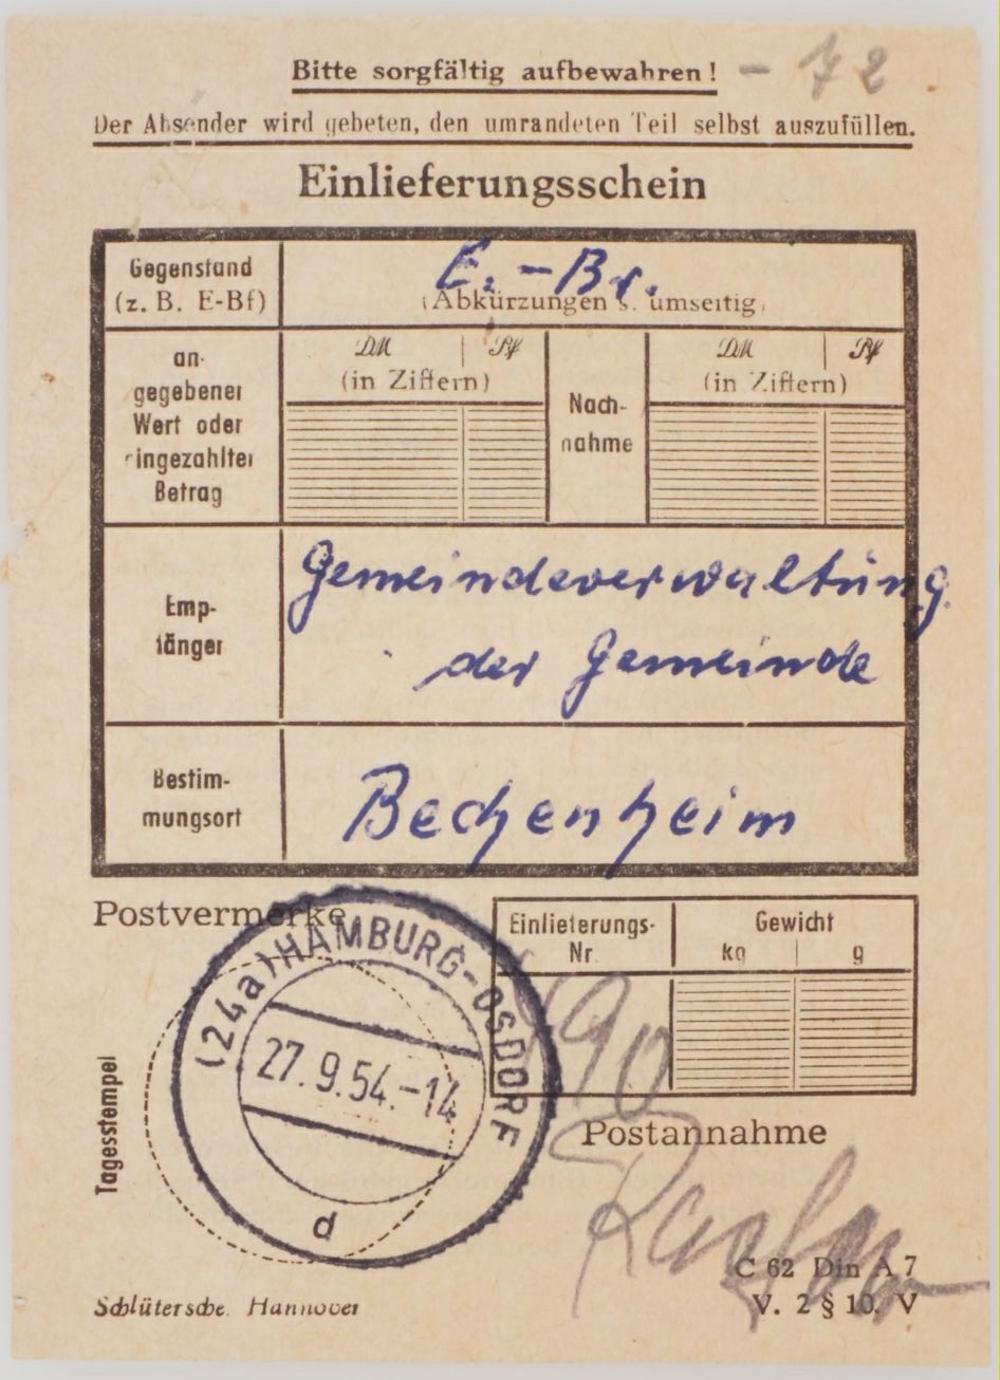 Bitte sorgfältig aufbewahren! - 72
Der Absender wird gebeten, den umrandeten Teil selbst auszufüllen.
Einlieferungsschein
Gegenstand
(z. B. E-Bf)
E.-Br.
(Abkürzungen s. umseitig)
an-
gegebener
Wert oder
eingezahlter
Betrag
DM Pf
(in Ziffern)
Nach-
nahme
DM Pf
(in Ziffern)
Emp-
fänger
Gemeindeverwaltung
der Gemeinde
Bestim-
mungsort
Bechenheim
Postvermerke
Einlieferungs-
Nr.
Gewicht
kg g
990
Tagesstempel
(24a) HAMBURG-OSDORF
27.9.54.-14
d
Postannahme
C 62 Din A 7
V. 2 § 10. V
Schlütersche. Hannover